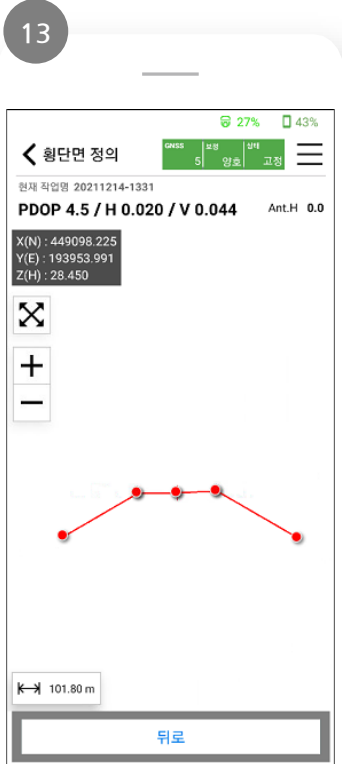 13
27% 43%
횡단면 정의 GNSS 5 보정 양호 상태 고정
현재 작업명 20211214-1331
PDOP 4.5 / H 0.020 / V 0.044 Ant.H 0.0
X(N) : 449098.225
Y(E) : 193953.991
Z(H) : 28.450
101.80 m
뒤로